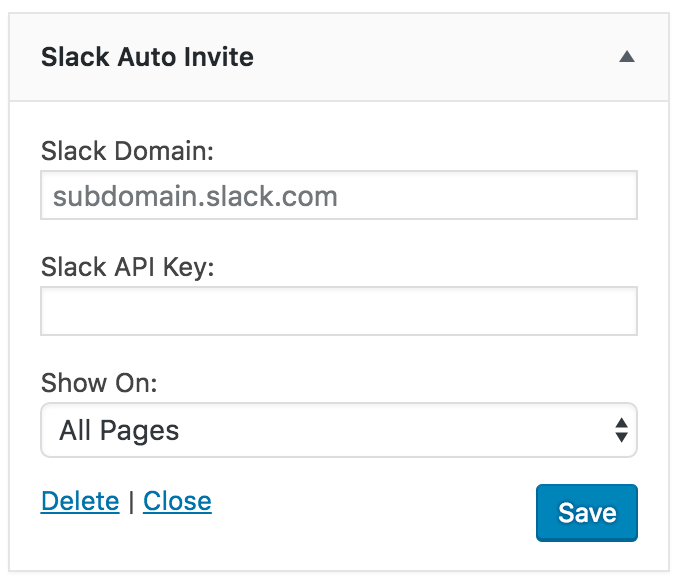 Slack Auto Invite
Slack Domain:
subdomain.slack.com
Slack API Key:
Show On:
All Pages
Delete | Close
Save